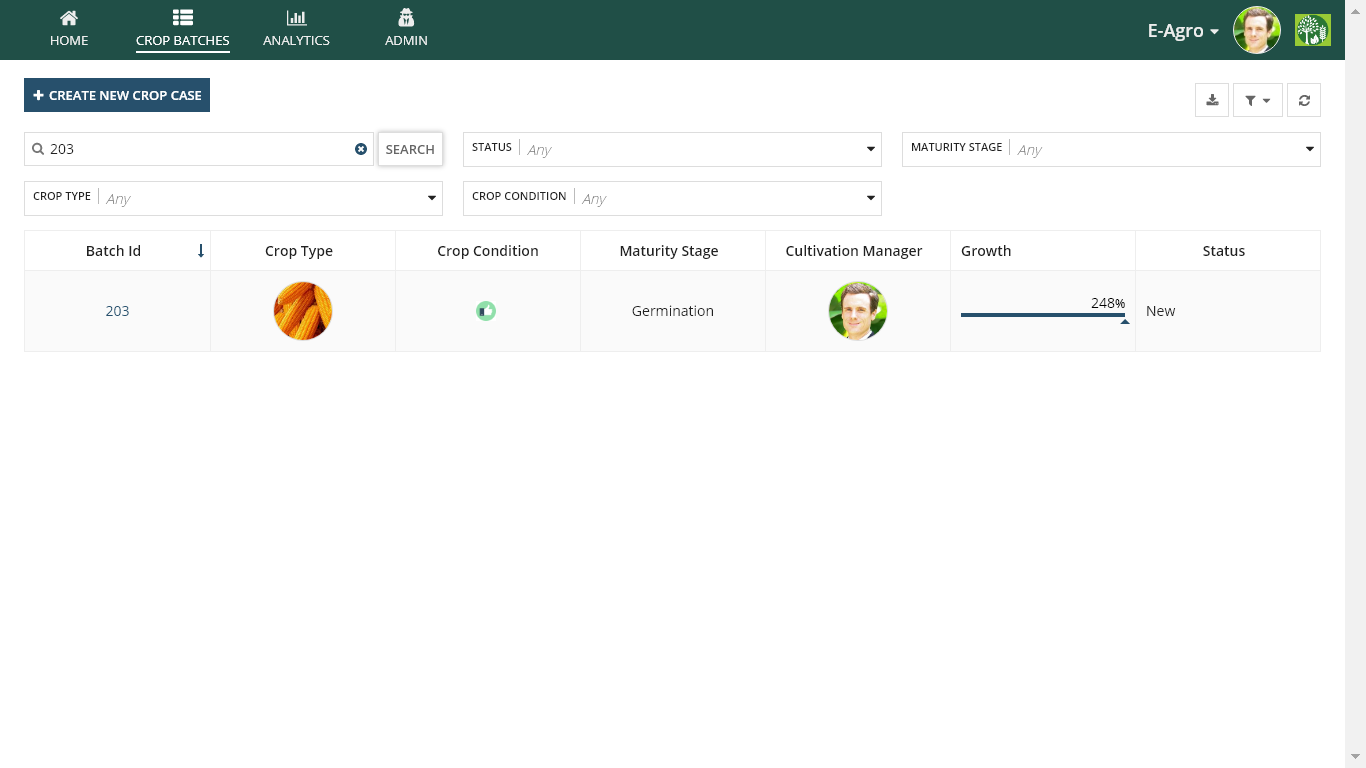 HOME
CROP BATCHES
ANALYTICS
ADMIN
E-Agro
CREATE NEW CROP CASE
203
SEARCH
STATUS Any
MATURITY STAGE Any
CROP TYPE Any
CROP CONDITION Any
Batch Id Crop Type Crop Condition Maturity Stage Cultivation Manager Growth Status
203 Germination 248% New